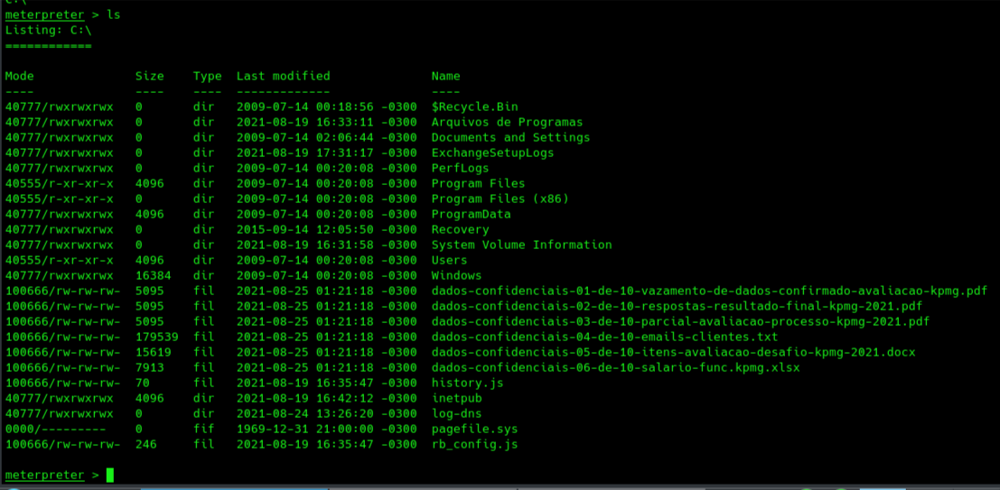 C:\
meterpreter > ls
Listing: C:\
============
Mode Size Type Last modified Name
---- ---- ---- ------------- ----
40777/rwxrwxrwx 0 dir 2009-07-14 00:18:56 -0300 $Recycle.Bin
40777/rwxrwxrwx 0 dir 2021-08-19 16:33:11 -0300 Arquivos de Programas
40777/rwxrwxrwx 0 dir 2009-07-14 02:06:44 -0300 Documents and Settings
40777/rwxrwxrwx 0 dir 2021-08-19 17:31:17 -0300 ExchangeSetupLogs
40777/rwxrwxrwx 0 dir 2009-07-14 00:20:08 -0300 PerfLogs
40555/r-xr-xr-x 4096 dir 2009-07-14 00:20:08 -0300 Program Files
40555/r-xr-xr-x 0 dir 2009-07-14 00:20:08 -0300 Program Files (x86)
40777/rwxrwxrwx 4096 dir 2009-07-14 00:20:08 -0300 ProgramData
40777/rwxrwxrwx 0 dir 2015-09-14 12:05:50 -0300 Recovery
40777/rwxrwxrwx 0 dir 2021-08-19 16:31:58 -0300 System Volume Information
40555/r-xr-xr-x 4096 dir 2009-07-14 00:20:08 -0300 Users
40777/rwxrwxrwx 16384 dir 2009-07-14 00:20:08 -0300 Windows
100666/rw-rw-rw- 5095 fil 2021-08-25 01:21:18 -0300 dados-confidenciais-01-de-10-vazamento-de-dados-confirmado-avaliacao-kpmg.pdf
100666/rw-rw-rw- 5095 fil 2021-08-25 01:21:18 -0300 dados-confidenciais-02-de-10-respostas-resultado-final-kpmg-2021.pdf
100666/rw-rw-rw- 5095 fil 2021-08-25 01:21:18 -0300 dados-confidenciais-03-de-10-parcial-avaliacao-processo-kpmg-2021.pdf
100666/rw-rw-rw- 179539 fil 2021-08-25 01:21:18 -0300 dados-confidenciais-04-de-10-emails-clientes.txt
100666/rw-rw-rw- 15619 fil 2021-08-25 01:21:18 -0300 dados-confidenciais-05-de-10-itens-avaliacao-desafio-kpmg-2021.docx
100666/rw-rw-rw- 7913 fil 2021-08-25 01:21:18 -0300 dados-confidenciais-06-de-10-salario-func.kpmg.xlsx
100666/rw-rw-rw- 70 fil 2021-08-19 16:35:47 -0300 history.js
40777/rwxrwxrwx 4096 dir 2021-08-19 16:42:12 -0300 inetpub
40777/rwxrwxrwx 0 dir 2021-08-24 13:26:20 -0300 log-dns
0000/--------- 0 fif 1969-12-31 21:00:00 -0300 pagefile.sys
100666/rw-rw-rw- 246 fil 2021-08-19 16:35:47 -0300 rb_config.js
meterpreter >